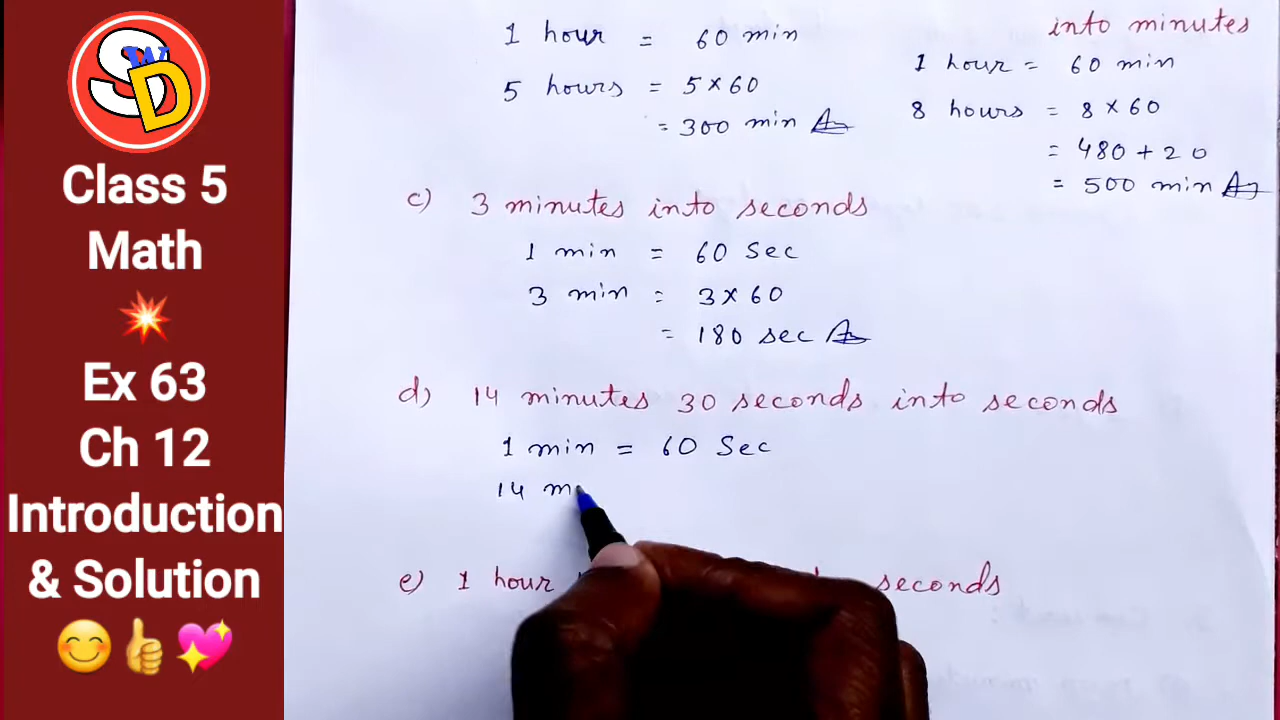 SWD
Class 5
Math
Ex 63
Ch 12
Introduction
& Solution
1 hour = 60 min
5 hours = 5 × 60
= 300 min
into minutes
1 hour = 60 min
8 hours = 8 × 60
= 480 + 20
= 500 min
c) 3 minutes into seconds
1 min = 60 Sec
3 min = 3 × 60
= 180 sec
d) 14 minutes 30 seconds into seconds
1 min = 60 Sec
14 m
e) 1 hour seconds